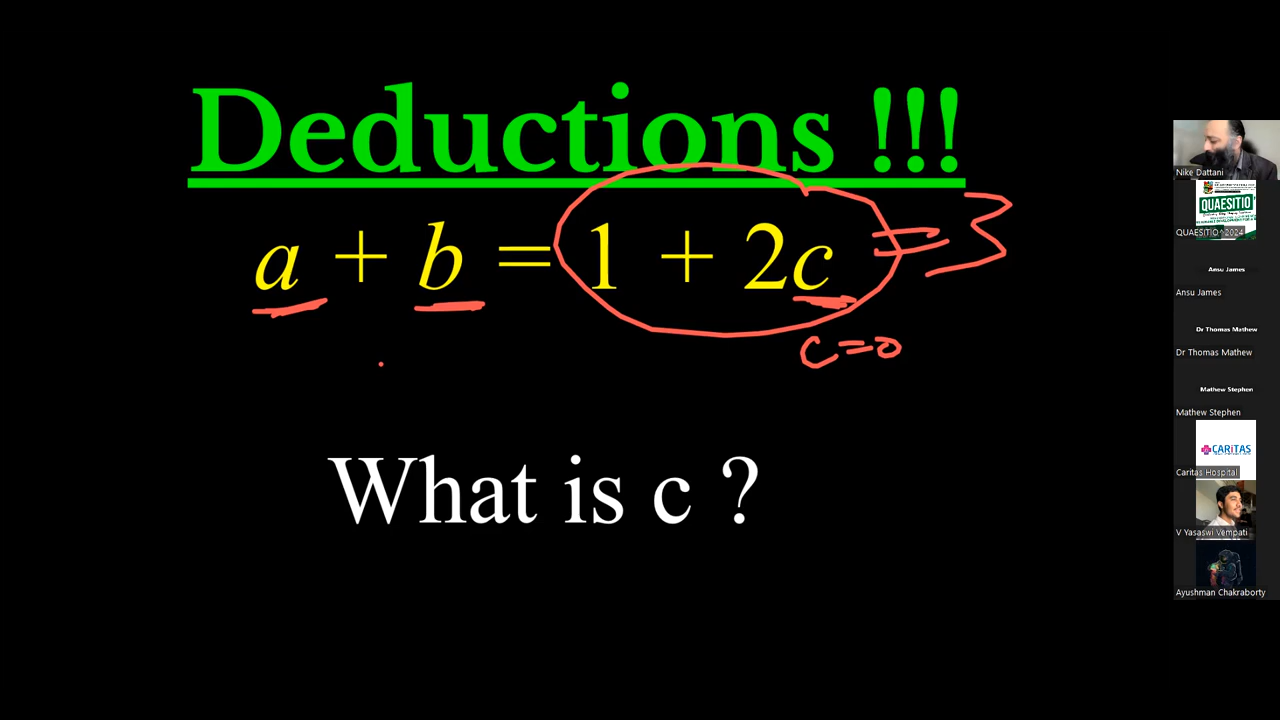 Deductions !!!
a + b = 1 + 2c = 3
c=0
What is c ?
Nike Dattani
QUAESITIO
QUAESITIO 2024
Ansu James
Ansu James
Dr Thomas Mathew
Dr Thomas Mathew
Mathew Stephen
Mathew Stephen
CARITAS
Caritas Hospital
V Yasaswi Vempati
Ayushman Chakraborty